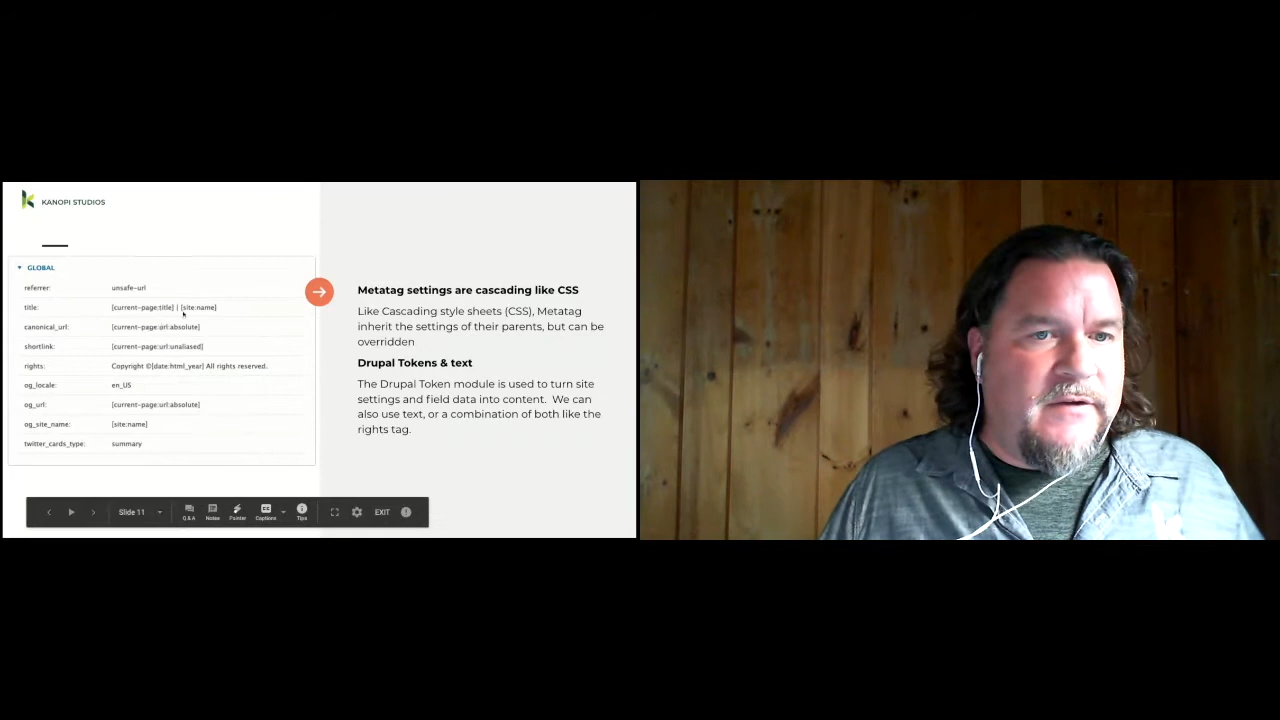 KANOPI STUDIOS
GLOBAL
referrer: unsafe-url
title: [current-page:title] | [site:name]
canonical_url: [current-page:url:absolute]
shortlink: [current-page:url:unaliased]
rights: Copyright ©[date:html_year] All rights reserved.
og_locale: en_US
og_url: [current-page:url:absolute]
og_site_name: [site:name]
twitter_cards_type: summary
Metatag settings are cascading like CSS
Like Cascading style sheets (CSS), Metatag
inherit the settings of their parents, but can be
overridden
Drupal Tokens & text
The Drupal Token module is used to turn site
settings and field data into content. We can
also use text, or a combination of both like the
rights tag.
Slide 11
Q&A
Notes
Pointer
Captions
Tips
EXIT